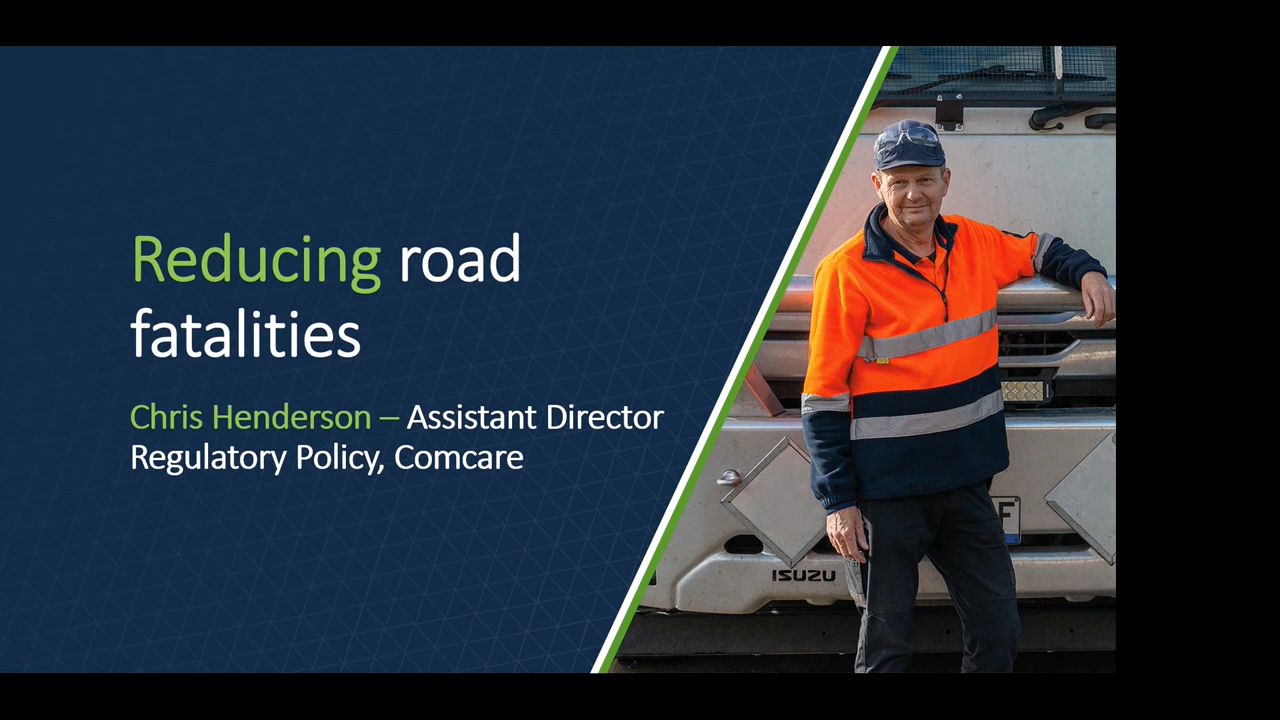 Reducing road
fatalities
Chris Henderson – Assistant Director
Regulatory Policy, Comcare
F
ISUZU